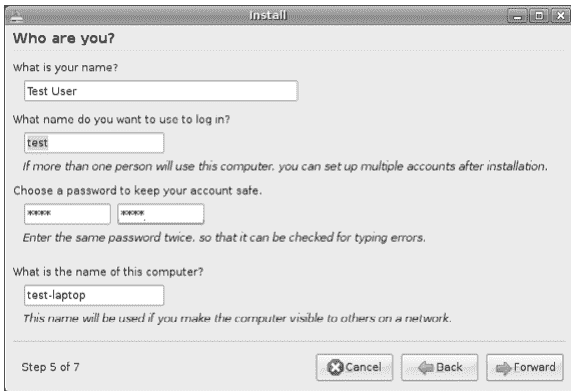 Install
Who are you?
What is your name?
Test User
What name do you want to use to log in?
test
If more than one person will use this computer, you can set up multiple accounts after installation.
Choose a password to keep your account safe.
**** ****
Enter the same password twice, so that it can be checked for typing errors.
What is the name of this computer?
test-laptop
This name will be used if you make the computer visible to others on a network.
Step 5 of 7 Cancel Back Forward